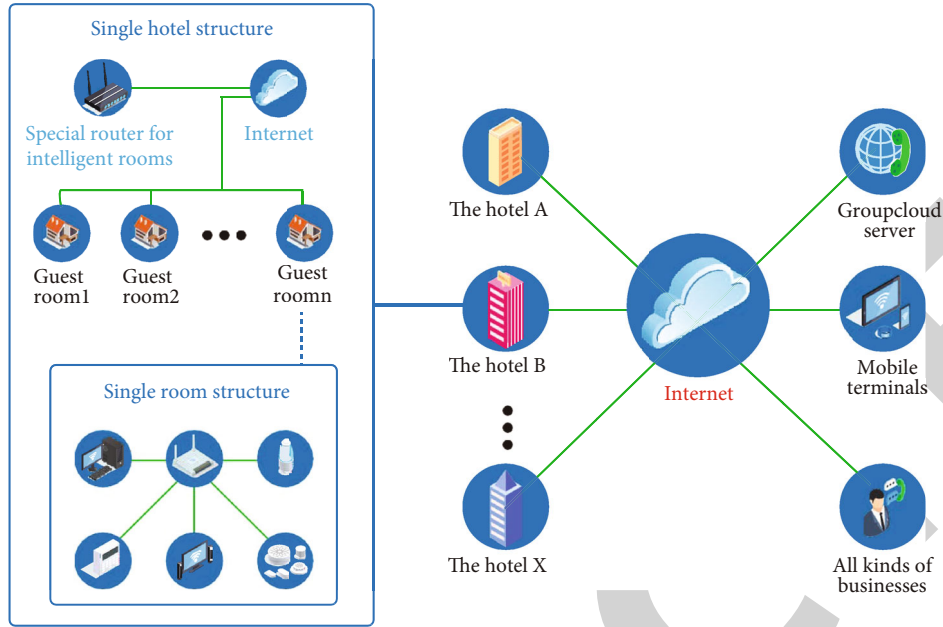 Single hotel structure
Special router for
intelligent rooms
Internet
Guest
room1
Guest
room2
Guest
roomn
Single room structure
The hotel A
The hotel B
The hotel X
Internet
Groupcloud
server
Mobile
terminals
All kinds of
businesses